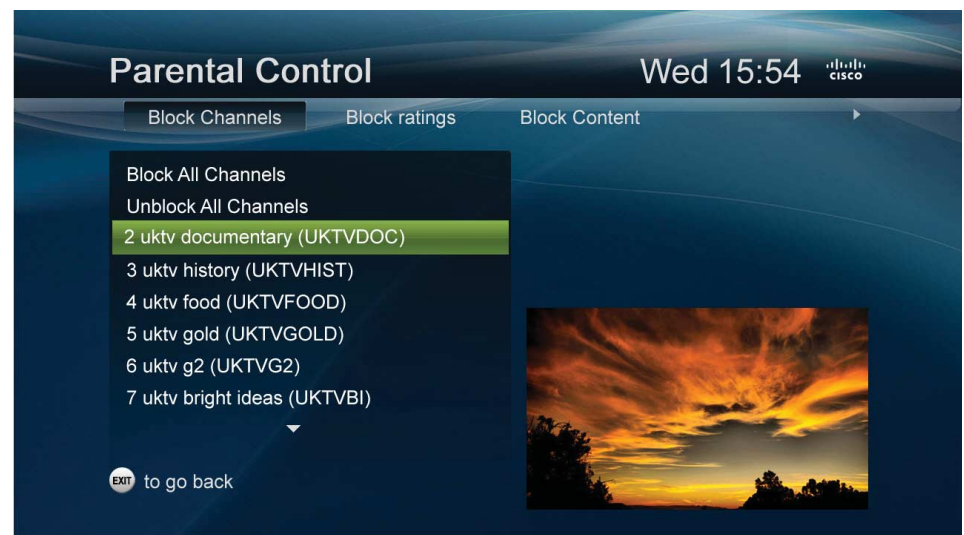 Parental Control
Wed 15:54
cisco
Block Channels
Block ratings
Block Content
Block All Channels
Unblock All Channels
2 uktv documentary (UKTVDOC)
3 uktv history (UKTVHIST)
4 uktv food (UKTVFOOD)
5 uktv gold (UKTVGOLD)
6 uktv g2 (UKTVG2)
7 uktv bright ideas (UKTVBI)
EXIT to go back